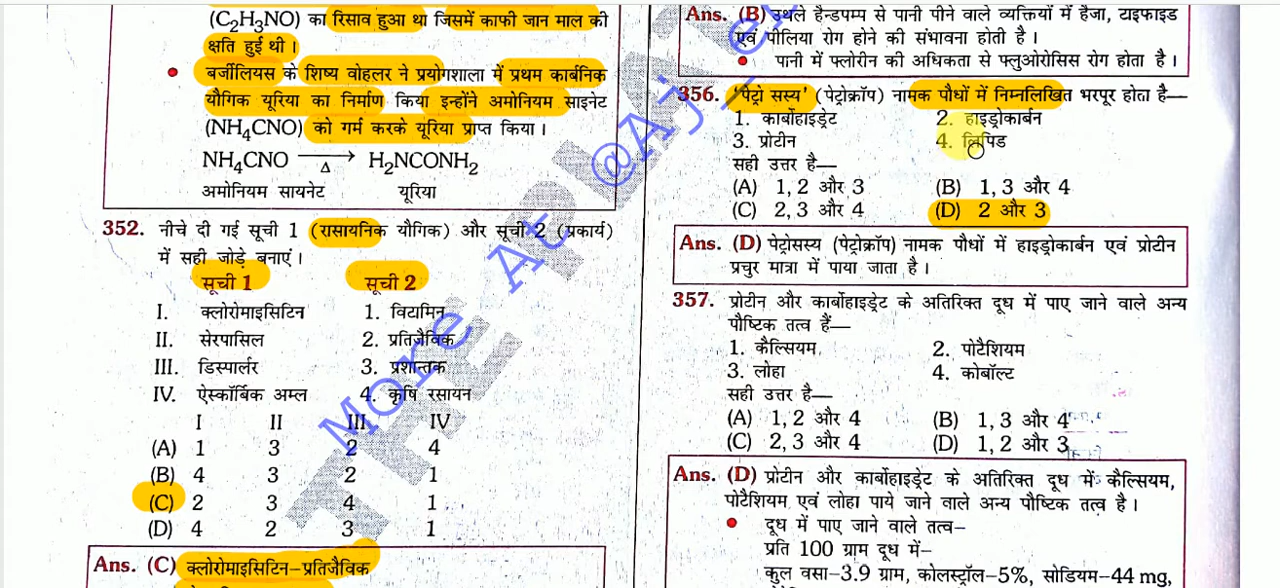 (C₂H₃NO) का रिसाव हुआ था जिसमें काफी जान माल की
क्षति हुई थी।
● बर्जीलियस के शिष्य वोहलर ने प्रयोगशाला में प्रथम कार्बनिक
यौगिक यूरिया का निर्माण किया इन्होंने अमोनियम साइनेट
(NH₄CNO) को गर्म करके यूरिया प्राप्त किया।
NH₄CNO ⟶ H₂NCONH₂
Δ
अमोनियम सायनेट यूरिया
352. नीचे दी गई सूची 1 (रासायनिक यौगिक) और सूची 2 (प्रकार्य)
में सही जोड़े बनाएं।
सूची 1 सूची 2
I. क्लोरोमाइसिटिन 1. विटामिन
II. सेरपासिल 2. प्रतिजैविक
III. डिस्पार्लर 3. प्रशान्तक
IV. ऐस्कॉर्बिक अम्ल 4. कृषि रसायन
I II III IV
(A) 1 3 2 4
(B) 4 3 2 1
(C) 2 3 4 1
(D) 4 2 3 1
Ans. (C) क्लोरोमाइसिटिन–प्रतिजैविक
Ans. (B) उथले हैन्डपम्प से पानी पीने वाले व्यक्तियों में हैजा, टाइफाइड
एवं पीलिया रोग होने की संभावना होती है।
● पानी में फ्लोरीन की अधिकता से फ्लुओरोसिस रोग होता है।
356. ‘पेट्रो सस्य’ (पेट्रोक्रॉप) नामक पौधों में निम्नलिखित भरपूर होता है—
1. कार्बोहाइड्रेट 2. हाइड्रोकार्बन
3. प्रोटीन 4. लिपिड
सही उत्तर है—
(A) 1, 2 और 3 (B) 1, 3 और 4
(C) 2, 3 और 4 (D) 2 और 3
Ans. (D) पेट्रोसस्य (पेट्रोक्रॉप) नामक पौधों में हाइड्रोकार्बन एवं प्रोटीन
प्रचुर मात्रा में पाया जाता है।
357. प्रोटीन और कार्बोहाइड्रेट के अतिरिक्त दूध में पाए जाने वाले अन्य
पौष्टिक तत्व हैं—
1. कैल्सियम 2. पोटैशियम
3. लोहा 4. कोबॉल्ट
सही उत्तर है—
(A) 1, 2 और 4 (B) 1, 3 और 4
(C) 2, 3 और 4 (D) 1, 2 और 3
Ans. (D) प्रोटीन और कार्बोहाइड्रेट के अतिरिक्त दूध में कैल्सियम,
पोटैशियम एवं लोहा पाये जाने वाले अन्य पौष्टिक तत्व है।
● दूध में पाए जाने वाले तत्व–
प्रति 100 ग्राम दूध में–
कुल वसा–3.9 ग्राम, कोलस्ट्रॉल–5%, सोडियम–44 mg,
More At @Aj
THE